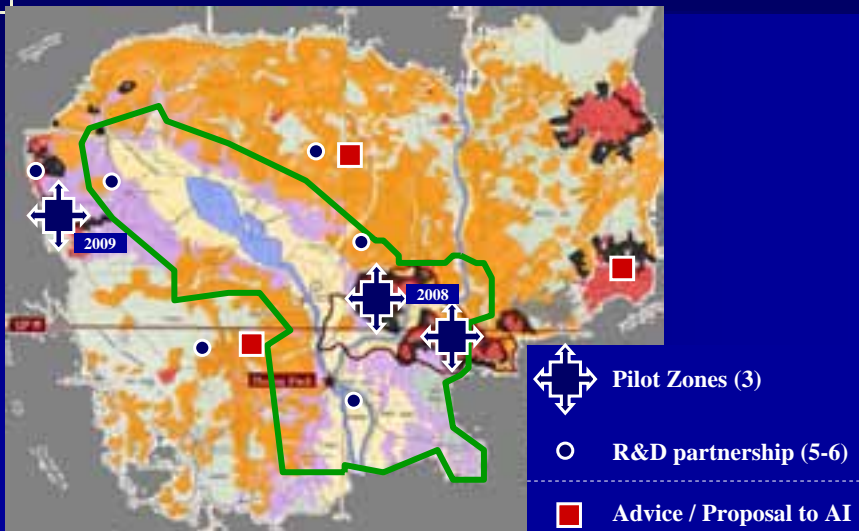 2009
2008
Pilot Zones (3)
R&D partnership (5-6)
Advice / Proposal to AI